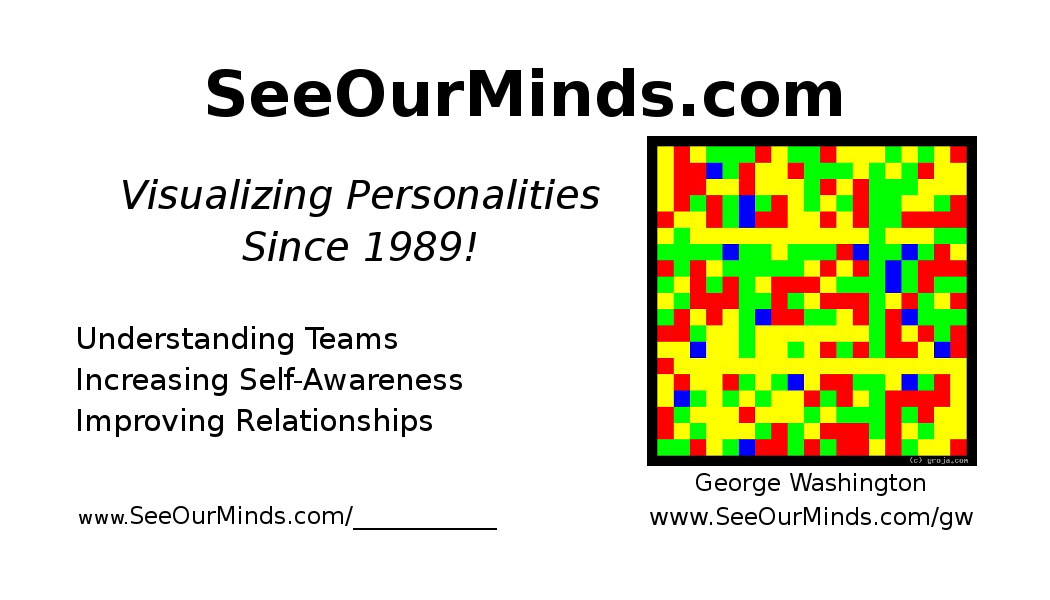 SeeOurMinds.com
Visualizing Personalities
Since 1989!
Understanding Teams
Increasing Self-Awareness
Improving Relationships
www.SeeOurMinds.com/___________
(c) groja.com
George Washington
www.SeeOurMinds.com/gw